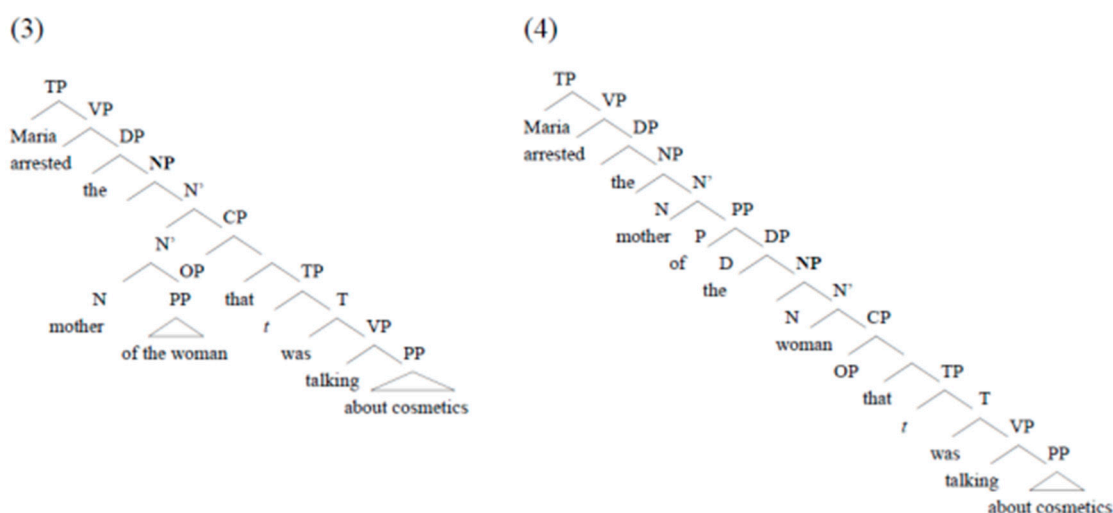 (3)
TP
VP
Maria
DP
arrested
NP
the
N'
CP
N'
OP
TP
N
PP
that
T
mother
t
VP
of the woman
was
PP
talking
about cosmetics
(4)
TP
VP
Maria
DP
arrested
NP
the
N'
N
PP
mother
P
DP
of
D
NP
the
N'
N
CP
woman
OP
TP
that
T
t
VP
was
PP
talking
about cosmetics